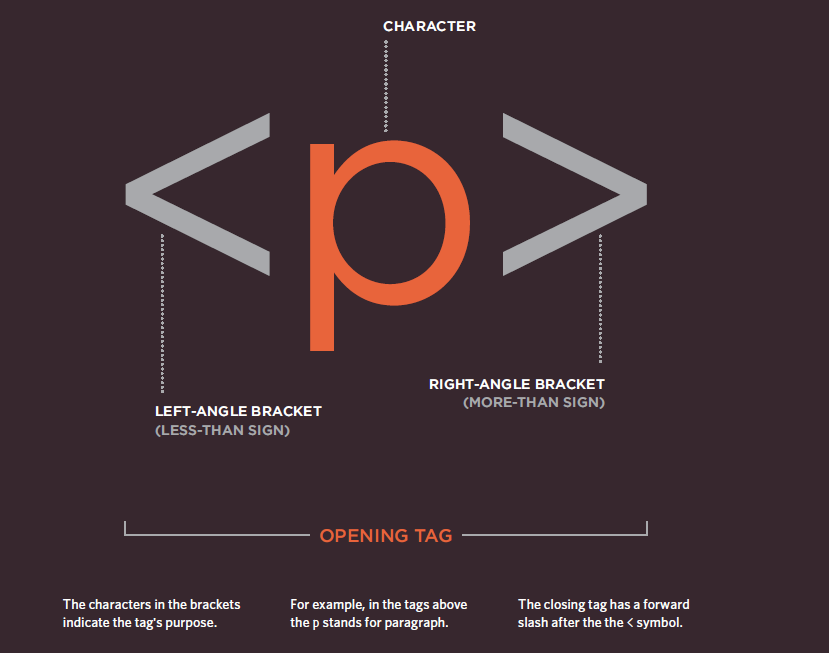 CHARACTER
<p>
LEFT-ANGLE BRACKET
(LESS-THAN SIGN)
RIGHT-ANGLE BRACKET
(MORE-THAN SIGN)
OPENING TAG
The characters in the brackets
indicate the tag's purpose.
For example, in the tags above
the p stands for paragraph.
The closing tag has a forward
slash after the the < symbol.